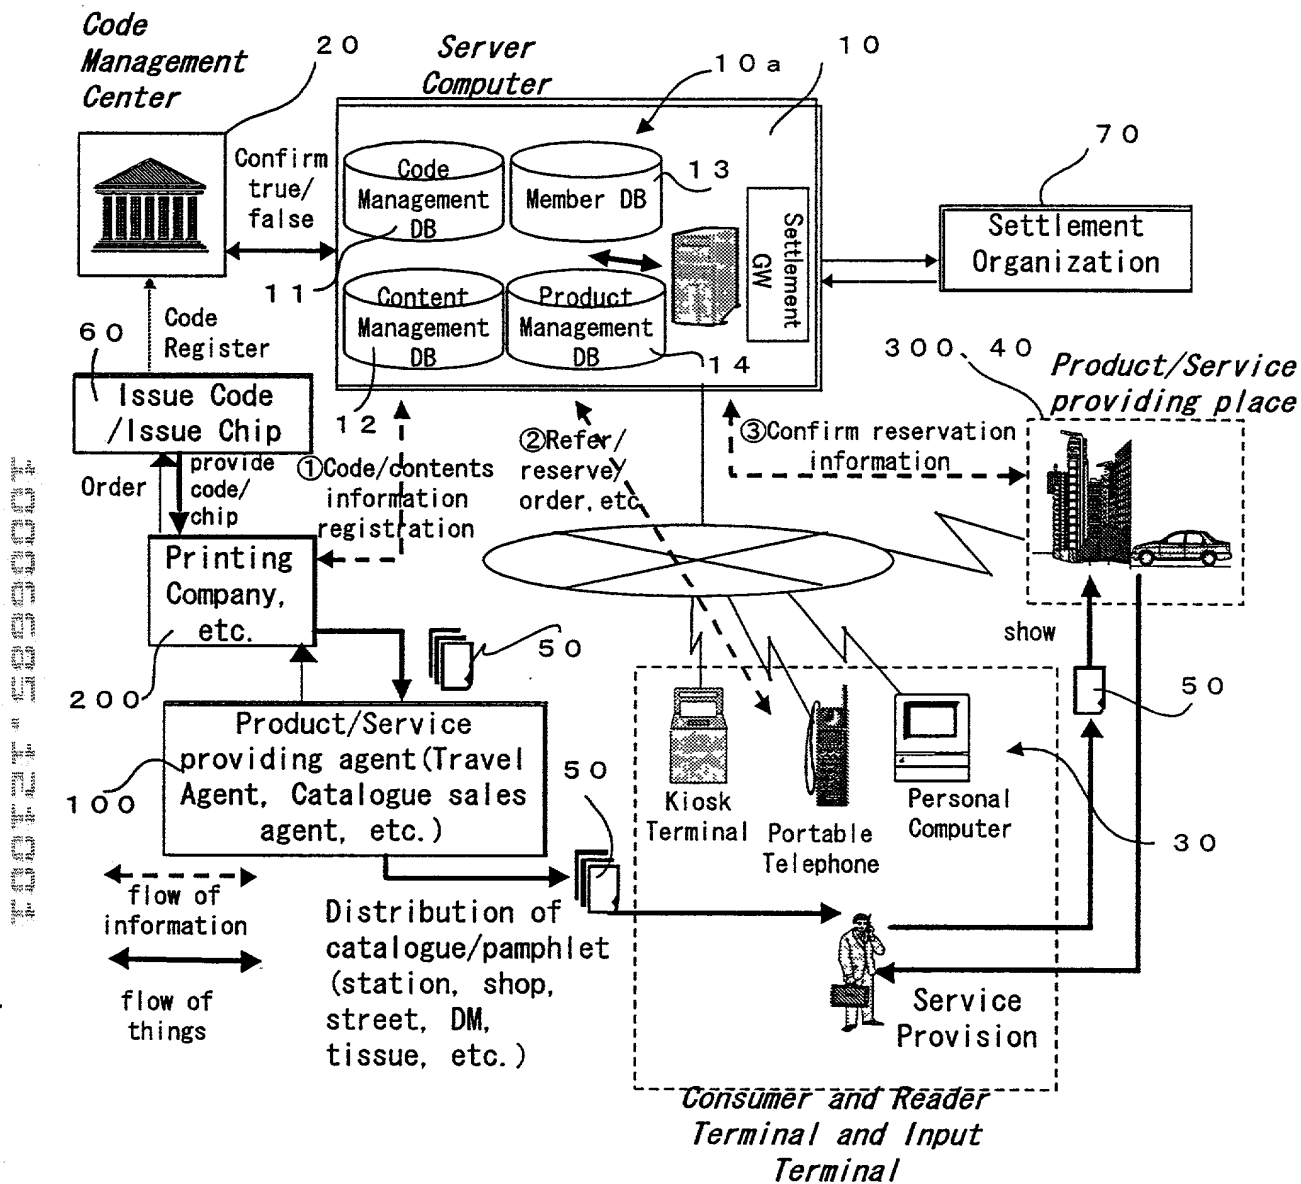 Code
Management
Center
20
Server
Computer
10a
10
Confirm
true/
false
Code
Management
DB
Member DB
13
11
Content
Management
DB
Product
Management
DB
12
14
Settlement
GW
70
Settlement
Organization
Code
Register
60
Issue Code
/Issue Chip
Order
provide
code/
chip
①Code/contents
information
registration
②Refer/
reserve/
order, etc
③Confirm reservation
information
300, 40
Product/Service
providing place
Printing
Company,
etc.
200
50
show
50
Product/Service
providing agent(Travel
Agent, Catalogue sales
agent, etc.)
100
50
Kiosk
Terminal
Portable
Telephone
Personal
Computer
30
flow of
information
flow of
things
Distribution of
catalogue/pamphlet
(station, shop,
street, DM,
tissue, etc.)
Service
Provision
Consumer and Reader
Terminal and Input
Terminal